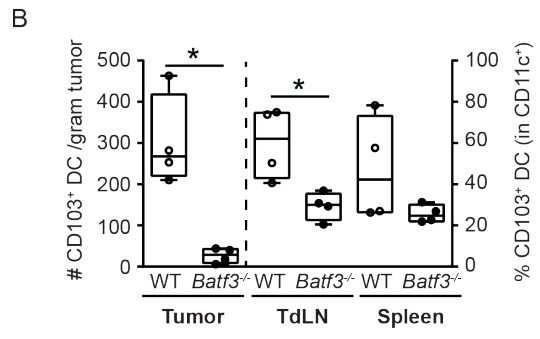 B
# CD103⁺ DC /gram tumor
500
400
300
200
100
0
*
*
100
80
60
40
20
0
% CD103⁺ DC (in CD11c⁺)
WT Batf3⁻/⁻ WT Batf3⁻/⁻ WT Batf3⁻/⁻
Tumor TdLN Spleen